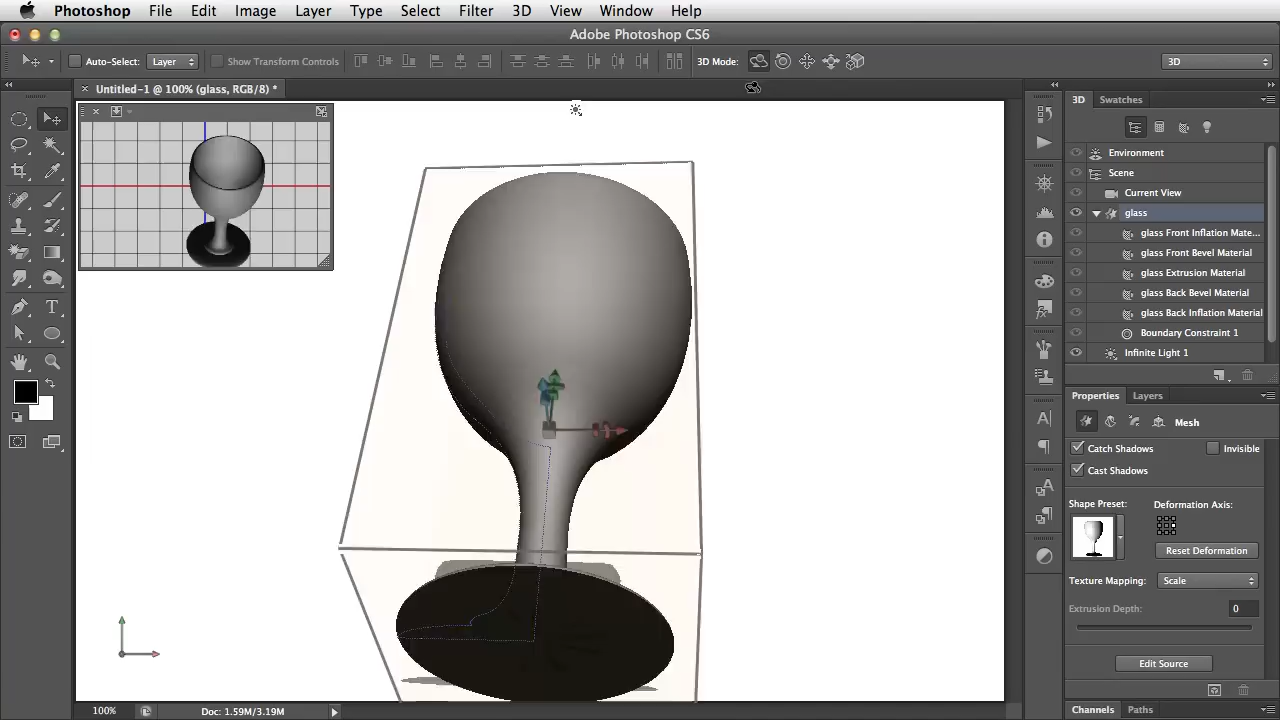 Photoshop File Edit Image Layer Type Select Filter 3D View Window Help
Adobe Photoshop CS6
Auto-Select: Layer Show Transform Controls 3D Mode: 3D
Untitled-1 @ 100% (glass, RGB/8) *
3D Swatches
Environment
Scene
Current View
glass
glass Front Inflation Mate...
glass Front Bevel Material
glass Extrusion Material
glass Back Bevel Material
glass Back Inflation Material
Boundary Constraint 1
Infinite Light 1
Properties Layers
Mesh
Catch Shadows Invisible
Cast Shadows
Shape Preset: Deformation Axis:
Reset Deformation
Texture Mapping: Scale
Extrusion Depth: 0
Edit Source
100% Doc: 1.59M/3.19M
Channels Paths